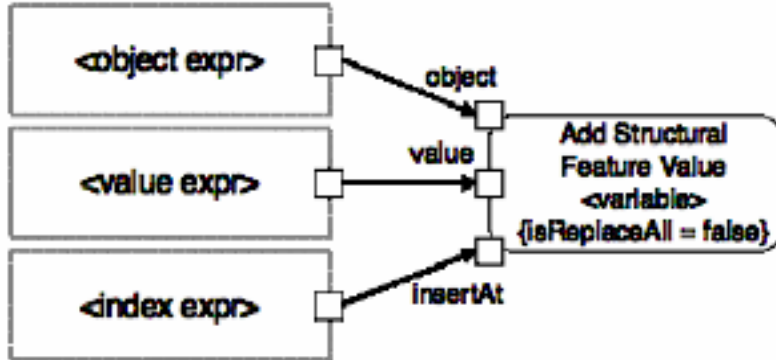 <object expr>
object
Add Structural
Feature Value
<variable>
{isReplaceAll = false}
value
<value expr>
insertAt
<index expr>